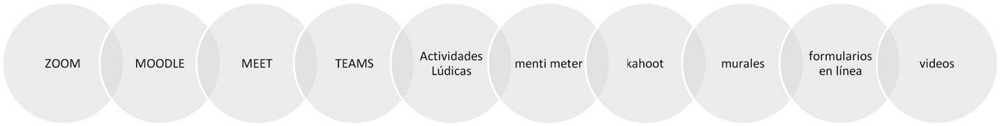 ZOOM
MOODLE
MEET
TEAMS
Actividades
Lúdicas
menti meter
kahoot
murales
formularios
en línea
videos